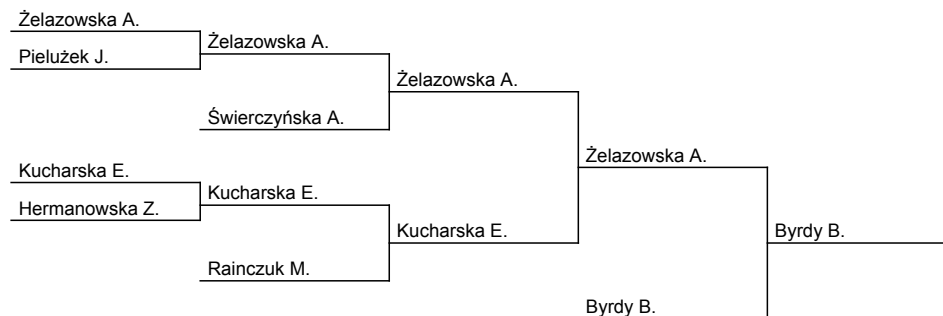 Żelazowska A.
Pielużek J.
Żelazowska A.
Żelazowska A.
Świerczyńska A.
Żelazowska A.
Kucharska E.
Hermanowska Z.
Kucharska E.
Kucharska E.
Rainczuk M.
Byrdy B.
Byrdy B.